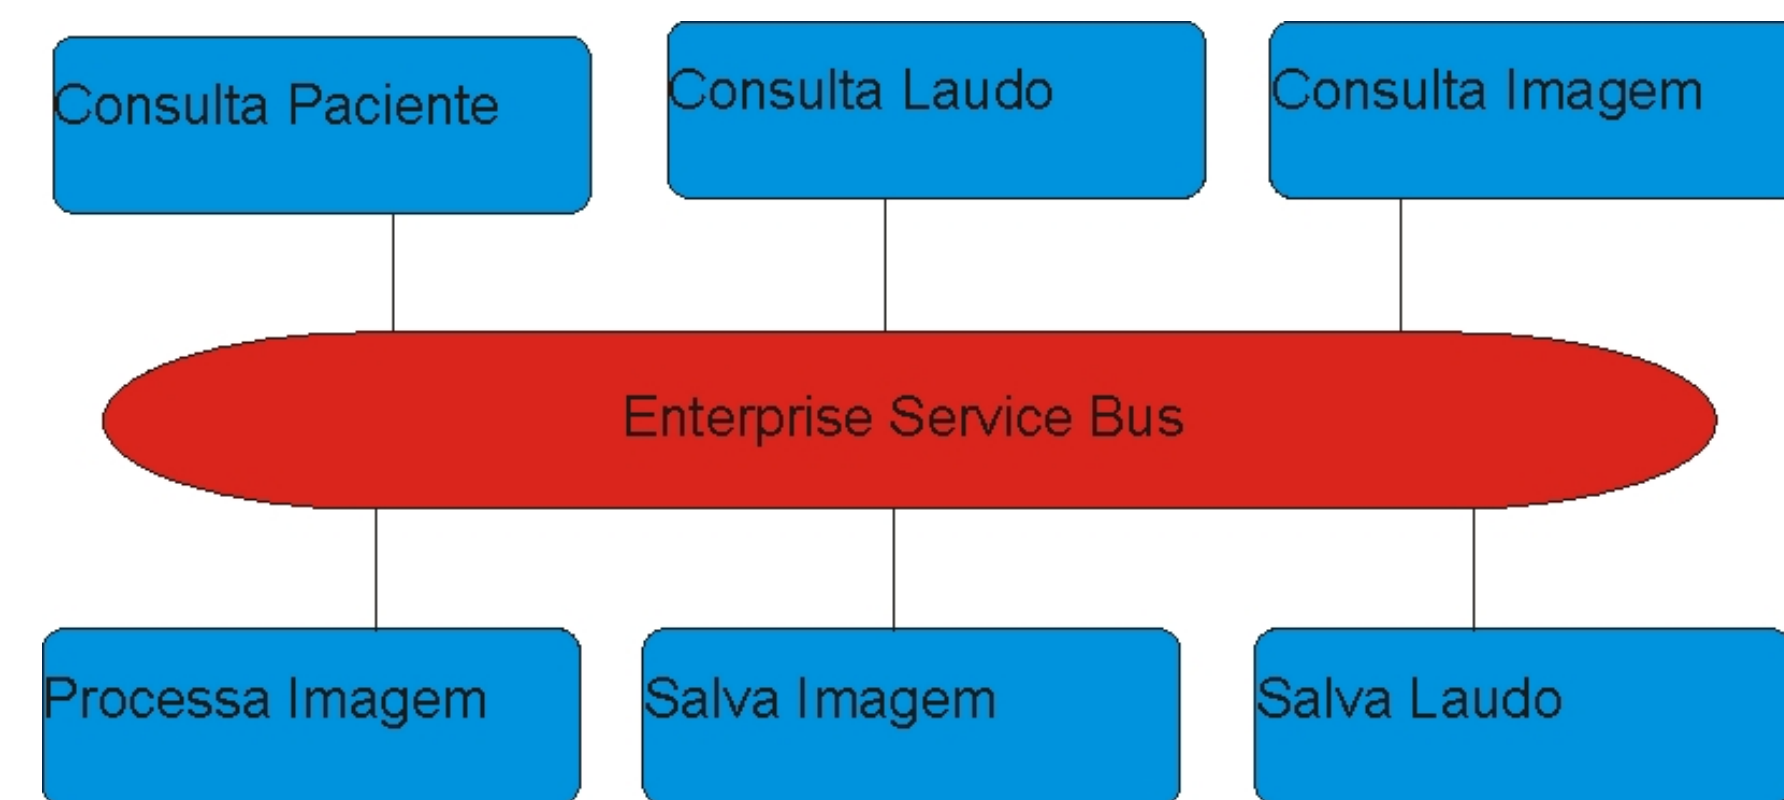 Consulta Paciente
Consulta Laudo
Consulta Imagem
Enterprise Service Bus
Processa Imagem
Salva Imagem
Salva Laudo